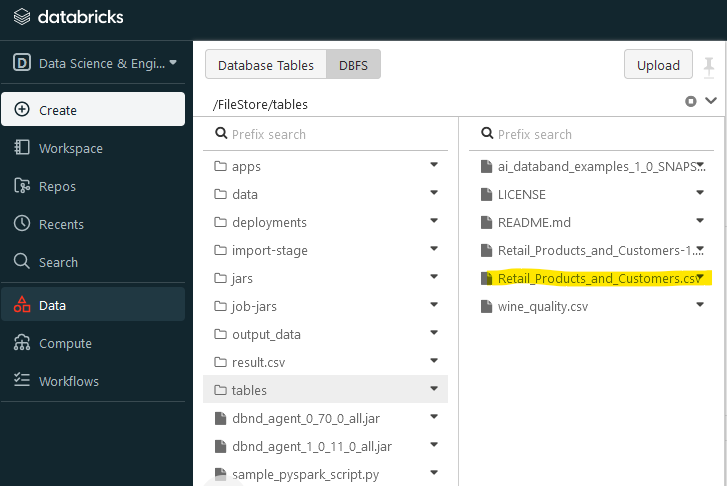 databricks
Data Science & Engi...
Create
Workspace
Repos
Recents
Search
Data
Compute
Workflows
Database Tables
DBFS
Upload
/FileStore/tables
Prefix search
apps
data
deployments
import-stage
jars
job-jars
output_data
result.csv
tables
dbnd_agent_0_70_0_all.jar
dbnd_agent_1_0_11_0_all.jar
sample_pyspark_script.py
Prefix search
ai_databand_examples_1_0_SNAPS...
LICENSE
README.md
Retail_Products_and_Customers-1....
Retail_Products_and_Customers.csv
wine_quality.csv